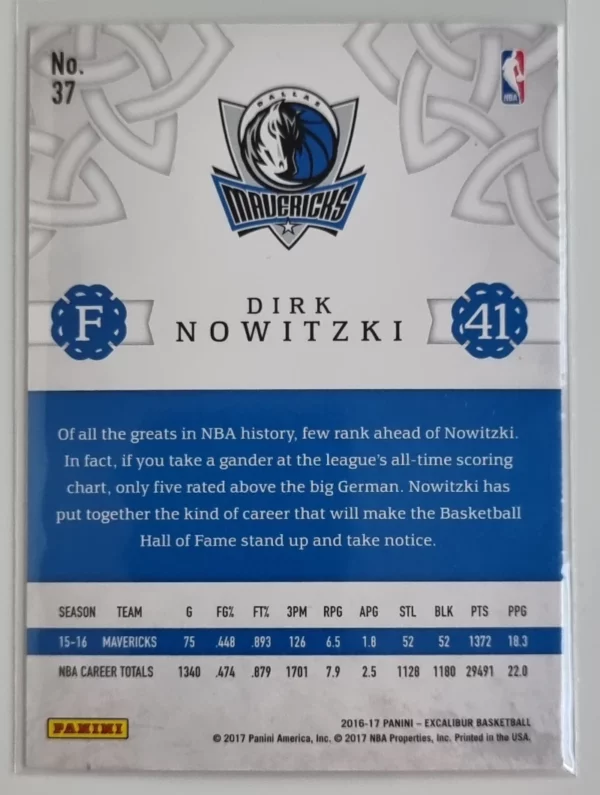 No.
37
NBA
DALLAS
MAVERICKS
F
DIRK
NOWITZKI
41
Of all the greats in NBA history, few rank ahead of Nowitzki.
In fact, if you take a gander at the league's all-time scoring
chart, only five rated above the big German. Nowitzki has
put together the kind of career that will make the Basketball
Hall of Fame stand up and take notice.
SEASON TEAM G FG% FT% 3PM RPG APG STL BLK PTS PPG
15-16 MAVERICKS 75 .448 .893 126 6.5 1.8 52 52 1372 18.3
NBA CAREER TOTALS 1340 .474 .879 1701 7.9 2.5 1128 1180 29491 22.0
PANINI
2016-17 PANINI – EXCALIBUR BASKETBALL
© 2017 Panini America, Inc. © 2017 NBA Properties, Inc. Printed in the USA.